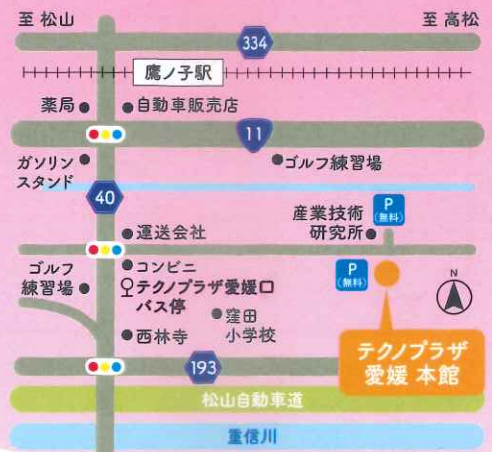 至 松山
至 高松
334
鷹ノ子駅
薬局
自動車販売店
11
ガソリン
スタンド
ゴルフ練習場
40
P
(無料)
産業技術
研究所
運送会社
コンビニ
テクノプラザ愛媛口
バス停
ゴルフ
練習場
P
(無料)
N
窪田
小学校
西林寺
テクノプラザ
愛媛 本館
193
松山自動車道
重信川